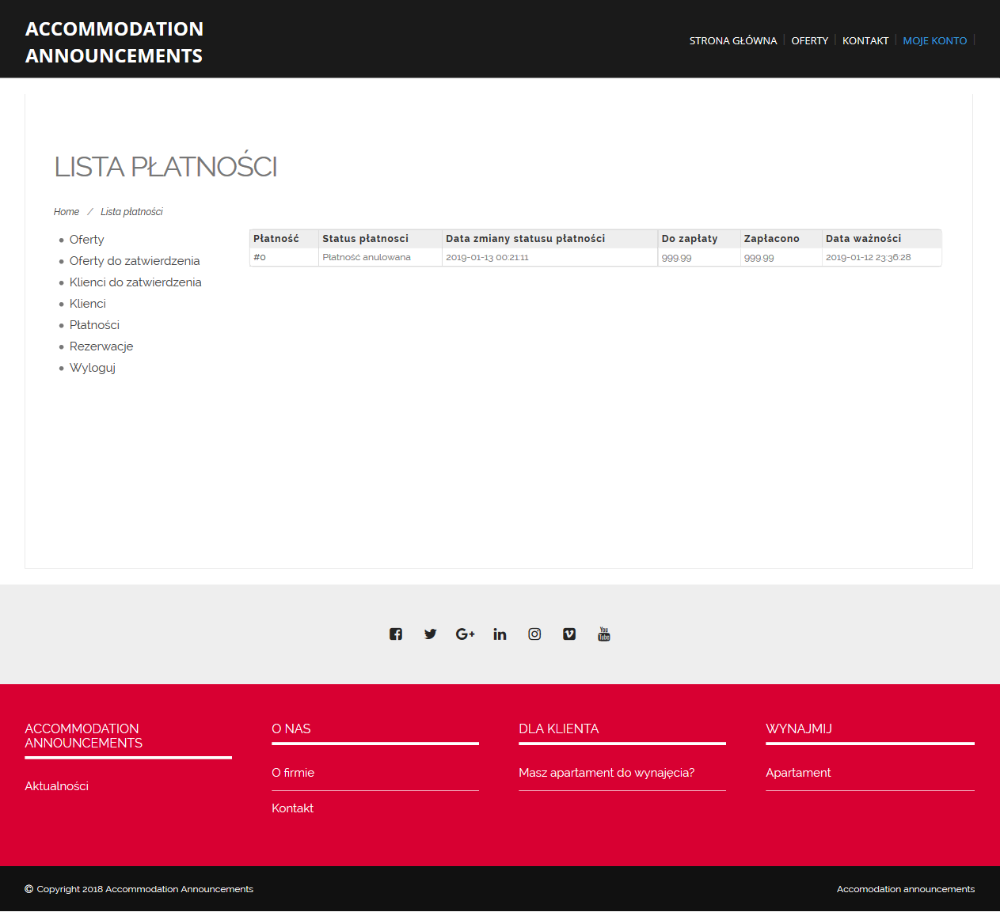 ACCOMMODATION
ANNOUNCEMENTS
STRONA GŁÓWNA OFERTY KONTAKT MOJE KONTO
LISTA PŁATNOŚCI
Home / Lista płatności
Oferty
Oferty do zatwierdzenia
Klienci do zatwierdzenia
Klienci
Płatności
Rezerwacje
Wyloguj
Płatność Status płatnosci Data zmiany statusu płatności Do zapłaty Zapłacono Data ważności
#0 Płatność anulowana 2019-01-13 00:21:11 999.99 999.99 2019-01-12 23:36:28
You
Tube
ACCOMMODATION
ANNOUNCEMENTS
Aktualności
O NAS
O firmie
Kontakt
DLA KLIENTA
Masz apartament do wynajęcia?
WYNAJMIJ
Apartament
© Copyright 2018 Accommodation Announcements
Accomodation announcements